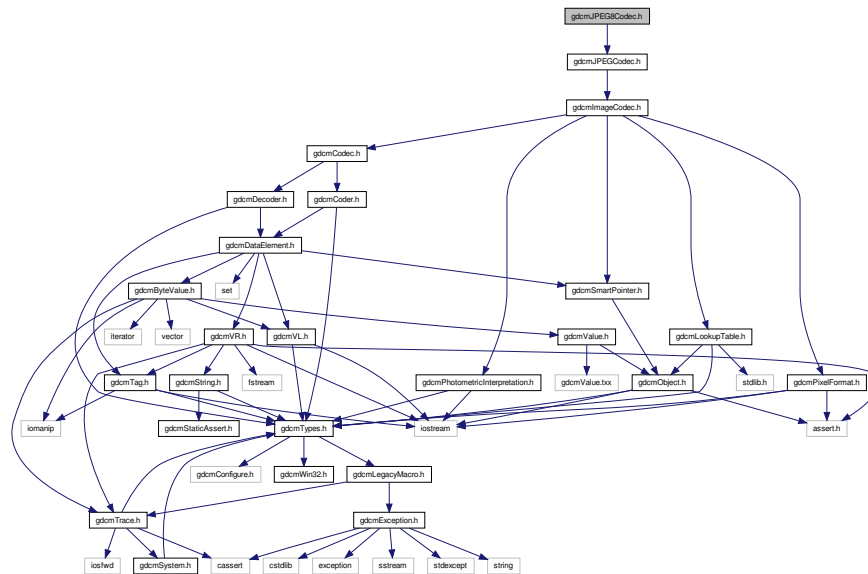 gdcmJPEG8Codec.h
gdcmJPEGCodec.h
gdcmImageCodec.h
gdcmCodec.h
gdcmDecoder.h
gdcmCoder.h
gdcmDataElement.h
gdcmByteValue.h
set
gdcmSmartPointer.h
iterator
vector
gdcmVR.h
gdcmVL.h
gdcmValue.h
gdcmLookupTable.h
gdcmTag.h
gdcmString.h
fstream
gdcmPhotometricInterpretation.h
gdcmValue.txx
gdcmObject.h
stdlib.h
gdcmPixelFormat.h
iomanip
gdcmStaticAssert.h
gdcmTypes.h
iostream
assert.h
gdcmConfigure.h
gdcmWin32.h
gdcmLegacyMacro.h
gdcmTrace.h
gdcmException.h
iosfwd
gdcmSystem.h
cassert
cstdlib
exception
sstream
stdexcept
string